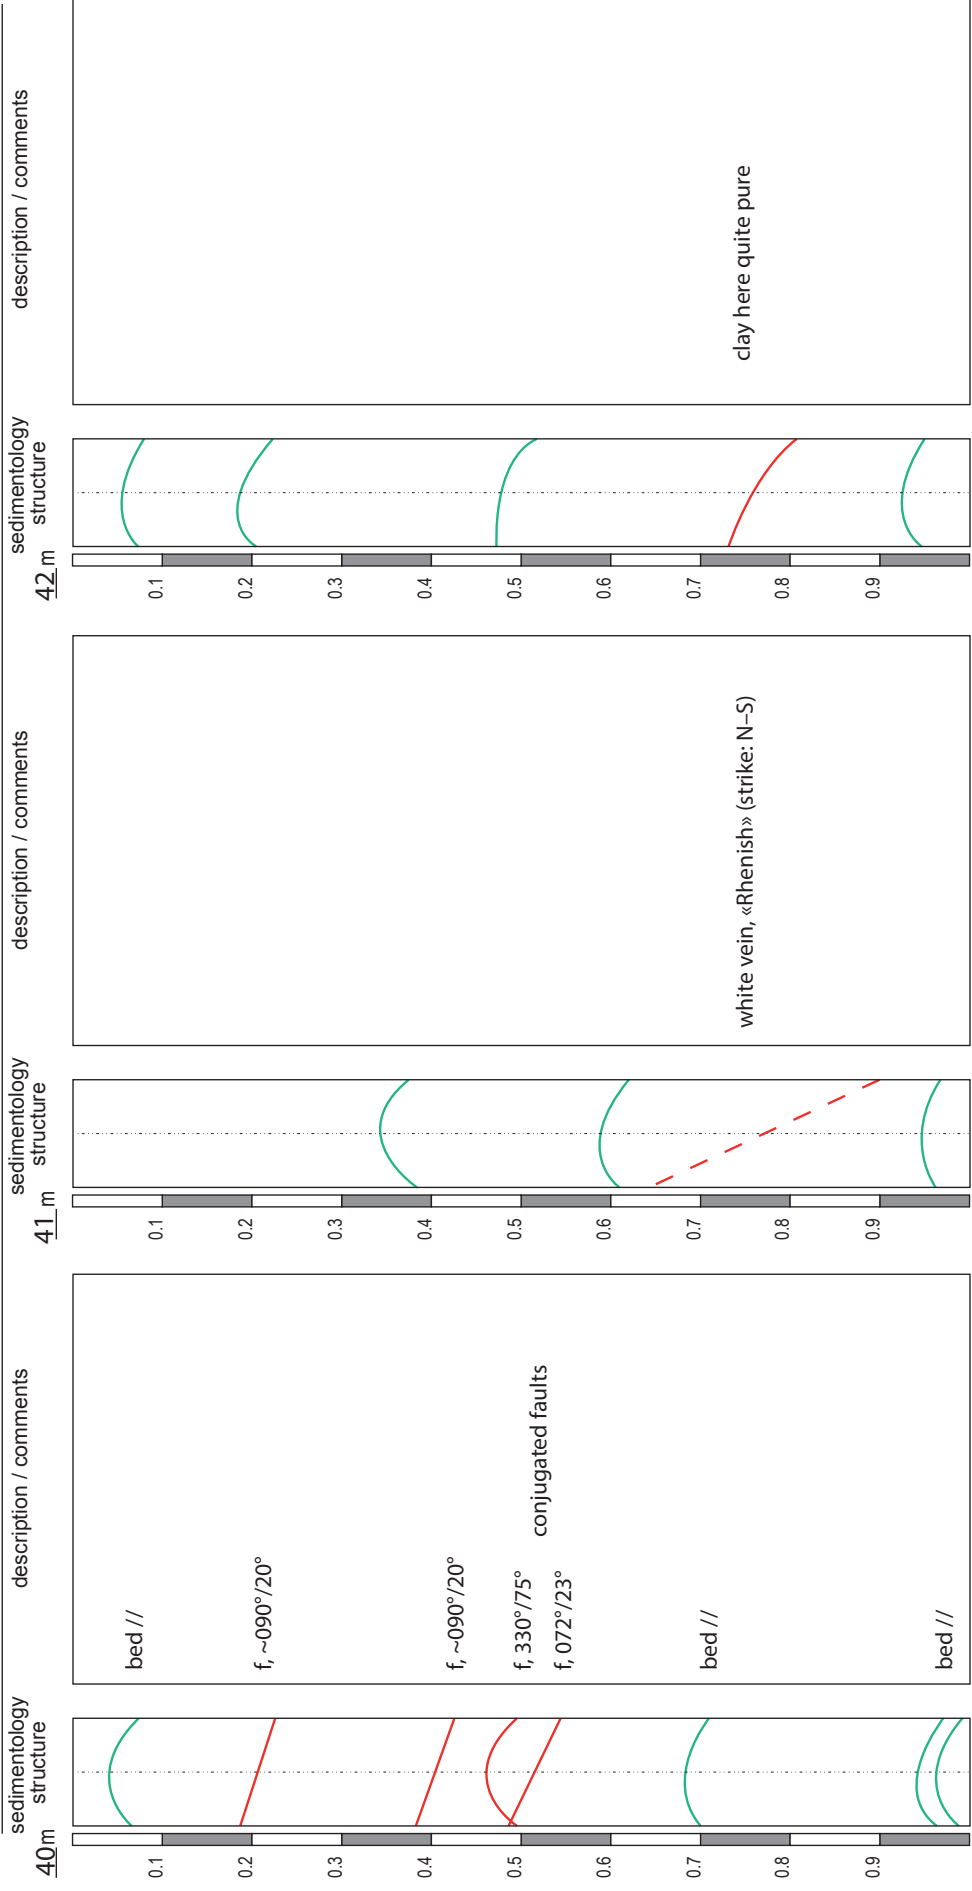 40 m
sedimentology
structure
description / comments
0.1
0.2
0.3
0.4
0.5
0.6
0.7
0.8
0.9
bed //
f, ~090°/20°
f, ~090°/20°
f, 330°/75°
conjugated faults
f, 072°/23°
bed //
bed //
41 m
sedimentology
structure
description / comments
0.1
0.2
0.3
0.4
0.5
0.6
0.7
0.8
0.9
white vein, «Rhenish» (strike: N–S)
42 m
sedimentology
structure
description / comments
0.1
0.2
0.3
0.4
0.5
0.6
0.7
0.8
0.9
clay here quite pure